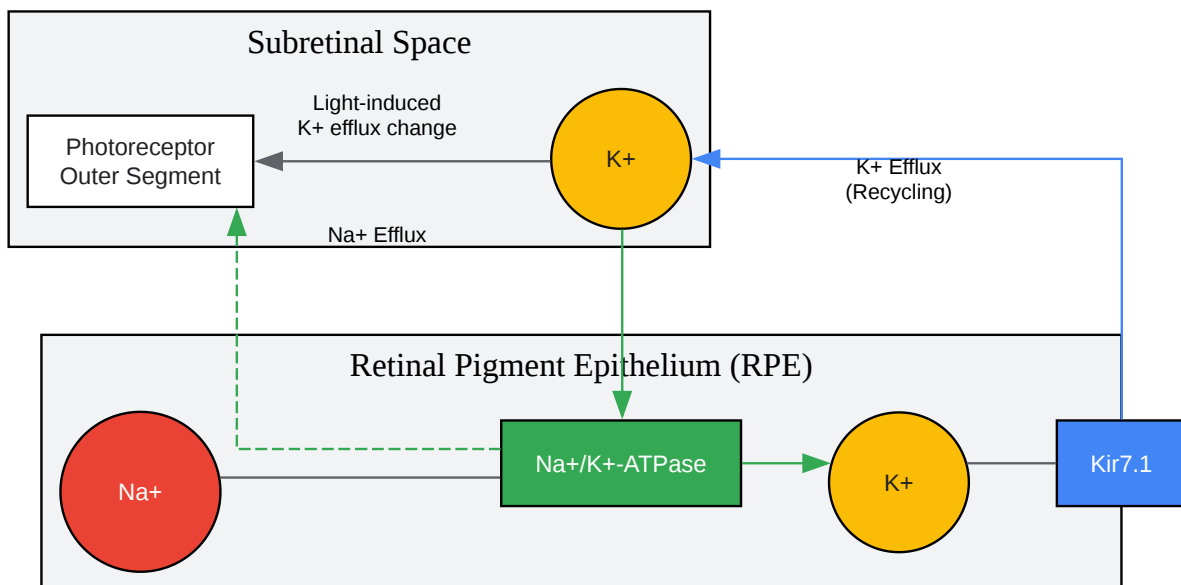 Subretinal Space
Light-induced
K+ efflux change
Photoreceptor
Outer Segment
K+
K+ Efflux
(Recycling)
Na+ Efflux
Retinal Pigment Epithelium (RPE)
Na+
Na+/K+-ATPase
K+
Kir7.1